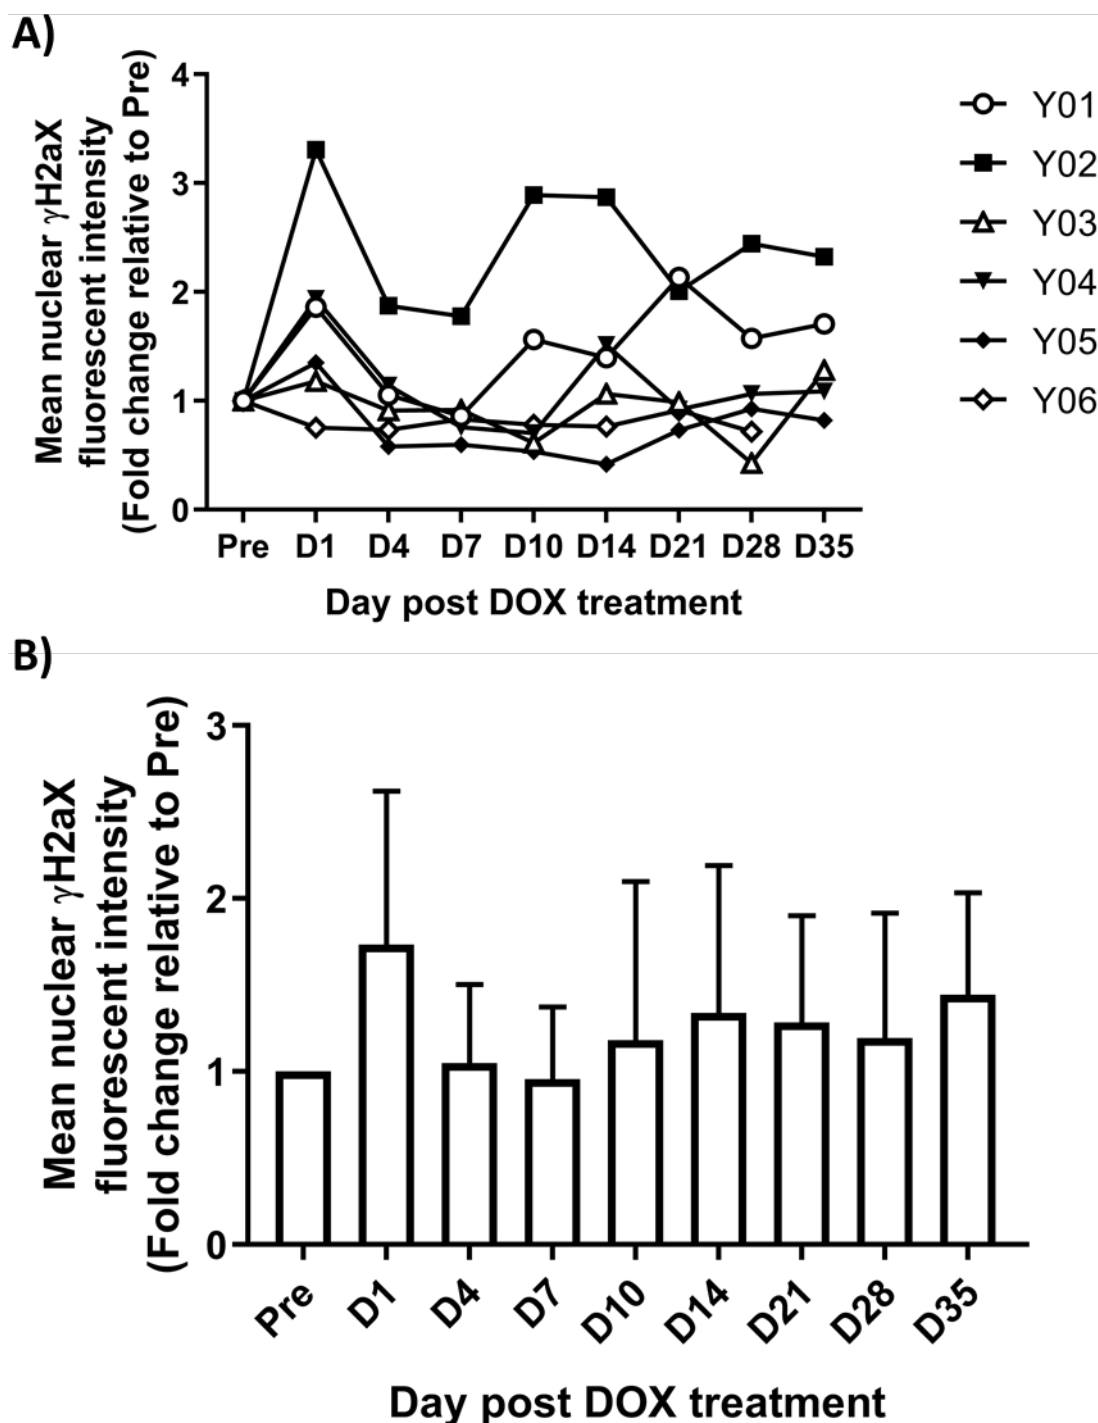 A)
Mean nuclear γH2aX
fluorescent intensity
(Fold change relative to Pre)
4
3
2
1
0
Pre D1 D4 D7 D10 D14 D21 D28 D35
Day post DOX treatment
Y01
Y02
Y03
Y04
Y05
Y06
B)
Mean nuclear γH2aX
fluorescent intensity
(Fold change relative to Pre)
3
2
1
0
Pre D1 D4 D7 D10 D14 D21 D28 D35
Day post DOX treatment